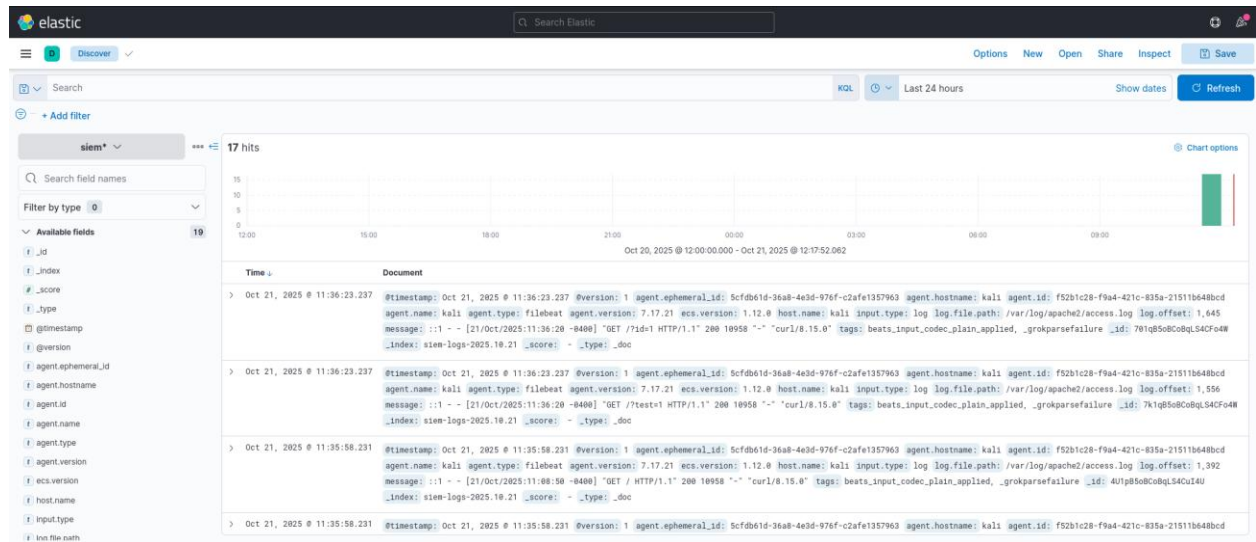 elastic
Search Elastic
D Discover
Options New Open Share Inspect Save
Search KQL Last 24 hours Show dates Refresh
+ Add filter
siem*
17 hits
Chart options
Search field names
Filter by type 0
Available fields 19
t _id
t _index
# _score
t _type
@timestamp
t @version
t agent.ephemeral_id
t agent.hostname
t agent.id
t agent.name
t agent.type
t agent.version
t ecs.version
t host.name
t input.type
t log.file.path
15
10
5
0
12:00 15:00 18:00 21:00 00:00 03:00 06:00 09:00
Oct 20, 2025 @ 12:00:00.000 - Oct 21, 2025 @ 12:17:52.062
Time Document
Oct 21, 2025 @ 11:36:23.237 @timestamp: Oct 21, 2025 @ 11:36:23.237 @version: 1 agent.ephemeral_id: 5cfdb61d-36a8-4e3d-976f-c2afe1357963 agent.hostname: kali agent.id: f52b1c28-f9a4-421c-835a-21511b648bcd
agent.name: kali agent.type: filebeat agent.version: 7.17.21 ecs.version: 1.12.0 host.name: kali input.type: log log.file.path: /var/log/apache2/access.log log.offset: 1,645
message: ::1 - - [21/Oct/2025:11:36:20 -0400] "GET /?id=1 HTTP/1.1" 200 10958 "-" "curl/8.15.0" tags: beats_input_codec_plain_applied, _grokparsefailure _id: 701qB5oBCoBqLS4CFo4W
_index: siem-logs-2025.10.21 _score: - _type: _doc
Oct 21, 2025 @ 11:36:23.237 @timestamp: Oct 21, 2025 @ 11:36:23.237 @version: 1 agent.ephemeral_id: 5cfdb61d-36a8-4e3d-976f-c2afe1357963 agent.hostname: kali agent.id: f52b1c28-f9a4-421c-835a-21511b648bcd
agent.name: kali agent.type: filebeat agent.version: 7.17.21 ecs.version: 1.12.0 host.name: kali input.type: log log.file.path: /var/log/apache2/access.log log.offset: 1,556
message: ::1 - - [21/Oct/2025:11:36:20 -0400] "GET /?test=1 HTTP/1.1" 200 10958 "-" "curl/8.15.0" tags: beats_input_codec_plain_applied, _grokparsefailure _id: 7k1qB5oBCoBqLS4CFo4W
_index: siem-logs-2025.10.21 _score: - _type: _doc
Oct 21, 2025 @ 11:35:58.231 @timestamp: Oct 21, 2025 @ 11:35:58.231 @version: 1 agent.ephemeral_id: 5cfdb61d-36a8-4e3d-976f-c2afe1357963 agent.hostname: kali agent.id: f52b1c28-f9a4-421c-835a-21511b648bcd
agent.name: kali agent.type: filebeat agent.version: 7.17.21 ecs.version: 1.12.0 host.name: kali input.type: log log.file.path: /var/log/apache2/access.log log.offset: 1,392
message: ::1 - - [21/Oct/2025:11:08:50 -0400] "GET / HTTP/1.1" 200 10958 "-" "curl/8.15.0" tags: beats_input_codec_plain_applied, _grokparsefailure _id: 4U1pB5oBCoBqLS4CuI4U
_index: siem-logs-2025.10.21 _score: - _type: _doc
Oct 21, 2025 @ 11:35:58.231 @timestamp: Oct 21, 2025 @ 11:35:58.231 @version: 1 agent.ephemeral_id: 5cfdb61d-36a8-4e3d-976f-c2afe1357963 agent.hostname: kali agent.id: f52b1c28-f9a4-421c-835a-21511b648bcd